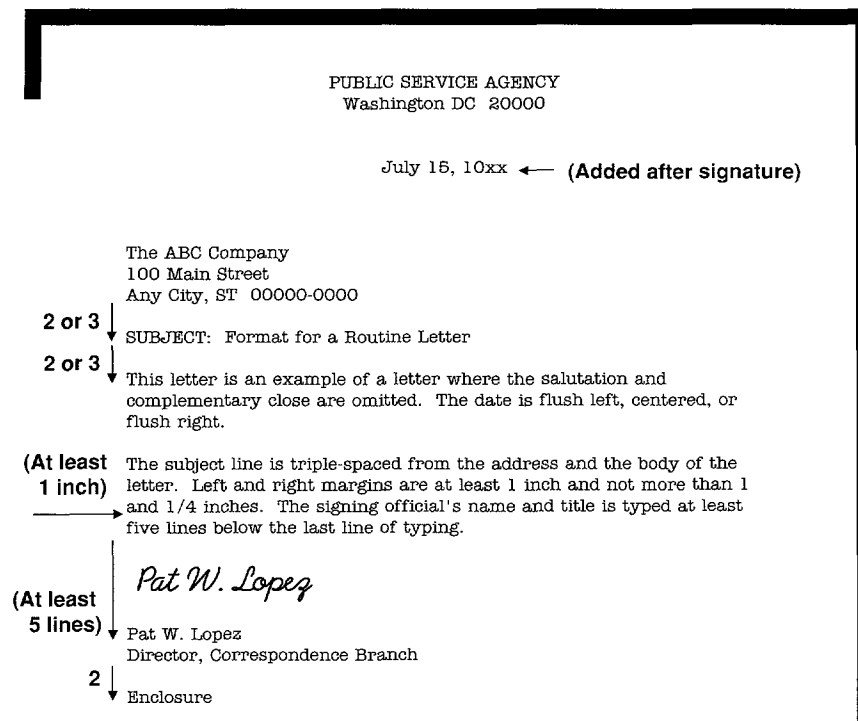 PUBLIC SERVICE AGENCY
Washington DC 20000
July 15, 10xx (Added after signature)
The ABC Company
100 Main Street
Any City, ST 00000-0000
2 or 3
SUBJECT: Format for a Routine Letter
2 or 3
This letter is an example of a letter where the salutation and
complementary close are omitted. The date is flush left, centered, or
flush right.
(At least
1 inch)
The subject line is triple-spaced from the address and the body of the
letter. Left and right margins are at least 1 inch and not more than 1
and 1/4 inches. The signing official's name and title is typed at least
five lines below the last line of typing.
Pat W. Lopez
(At least
5 lines)
Pat W. Lopez
Director, Correspondence Branch
2
Enclosure